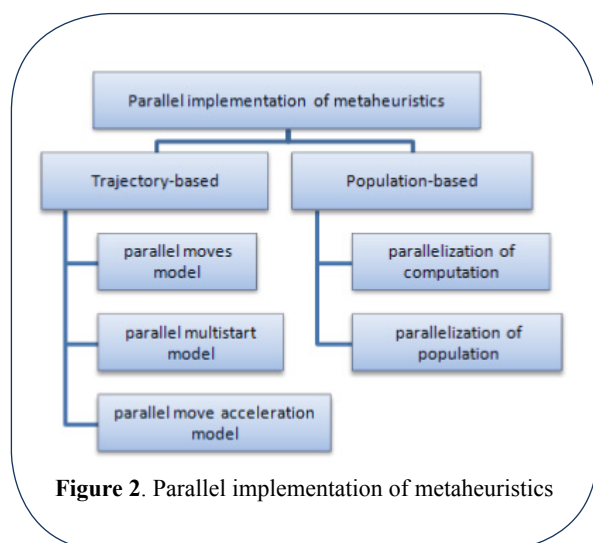 Parallel implementation of metaheuristics
Trajectory-based
Population-based
parallel moves
model
parallelization of
computation
parallel multistart
model
parallelization of
population
parallel move acceleration
model
Figure 2. Parallel implementation of metaheuristics